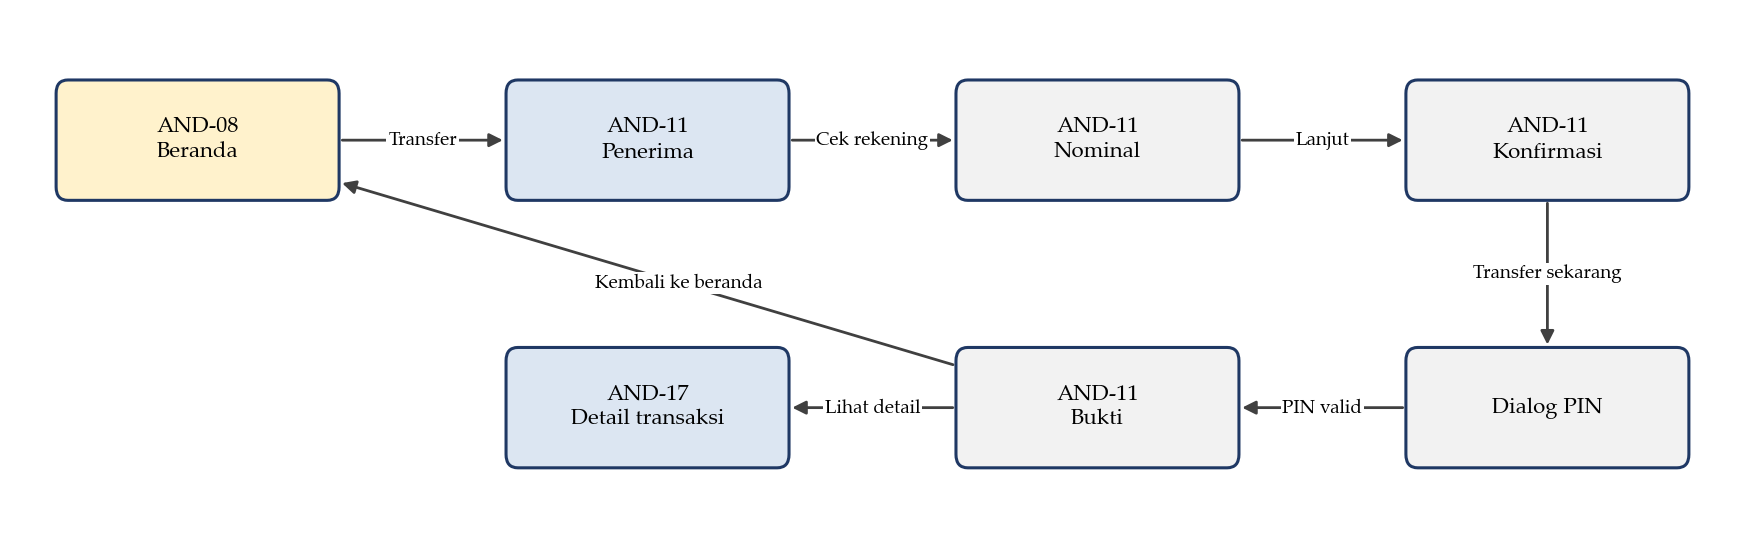 AND-08
Beranda
Transfer
AND-11
Penerima
Cek rekening
AND-11
Nominal
Lanjut
AND-11
Konfirmasi
Transfer sekarang
Kembali ke beranda
AND-17
Detail transaksi
Lihat detail
AND-11
Bukti
PIN valid
Dialog PIN